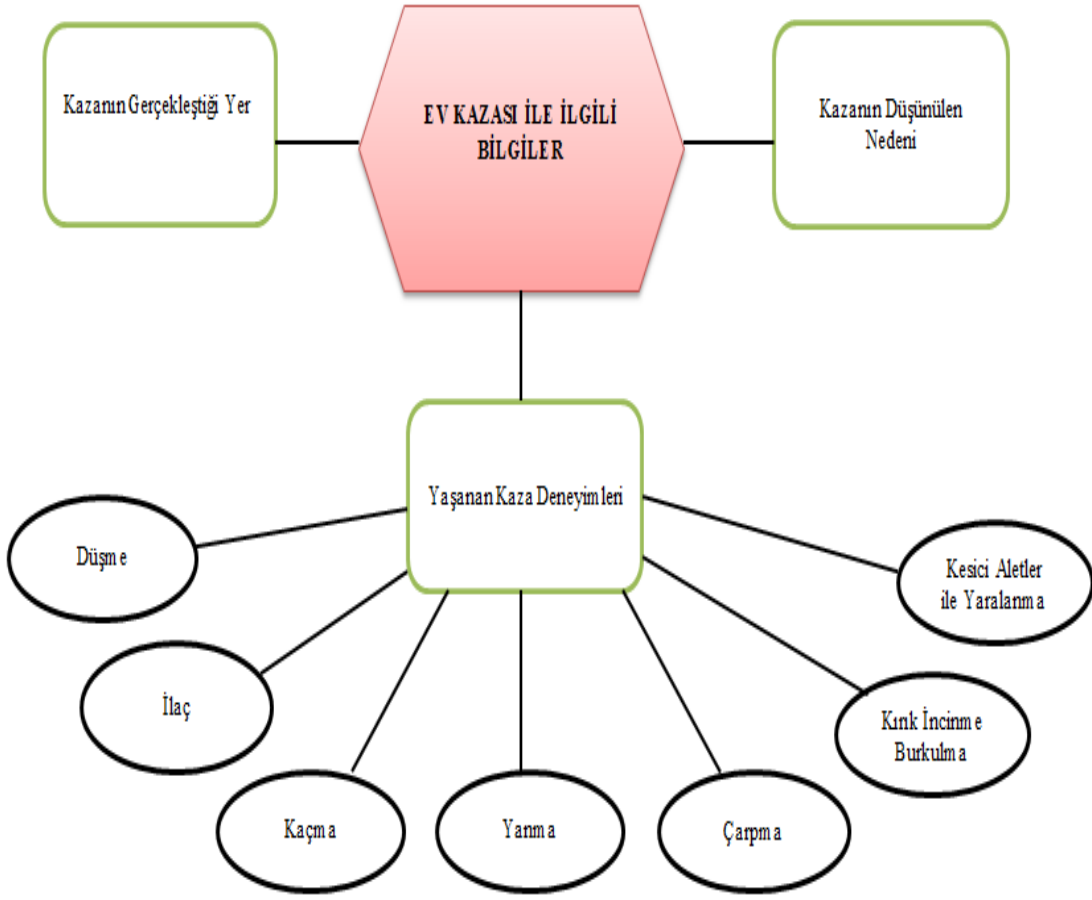 Kazanın Gerçekleştiği Yer
EV KAZASI İLE İLGİLİ
BİLGİLER
Kazanın Düşünülen
Nedeni
Yaşanan Kaza Deneyimleri
Düşme
Kesici Aletler
ile Yaralanma
İlaç
Kırık İncinme
Burkulma
Kaçma
Yanma
Çarpma